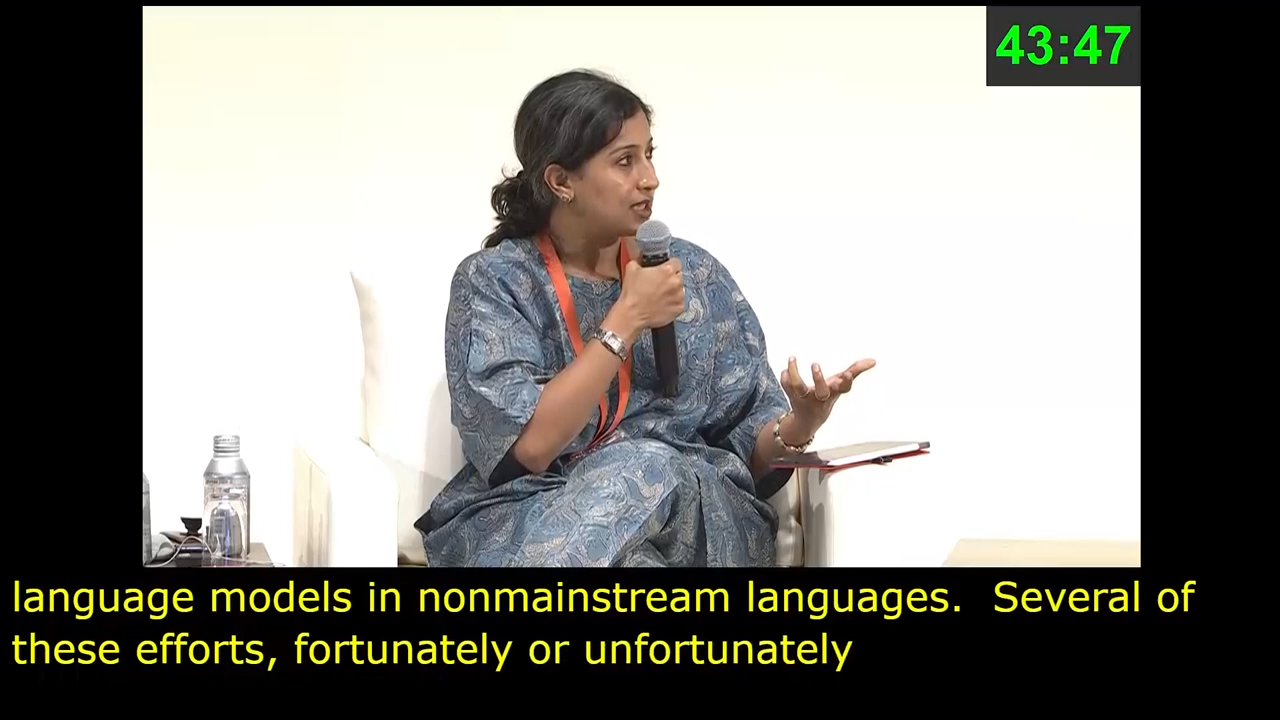 43:47
language models in nonmainstream languages.  Several of
these efforts, fortunately or unfortunately